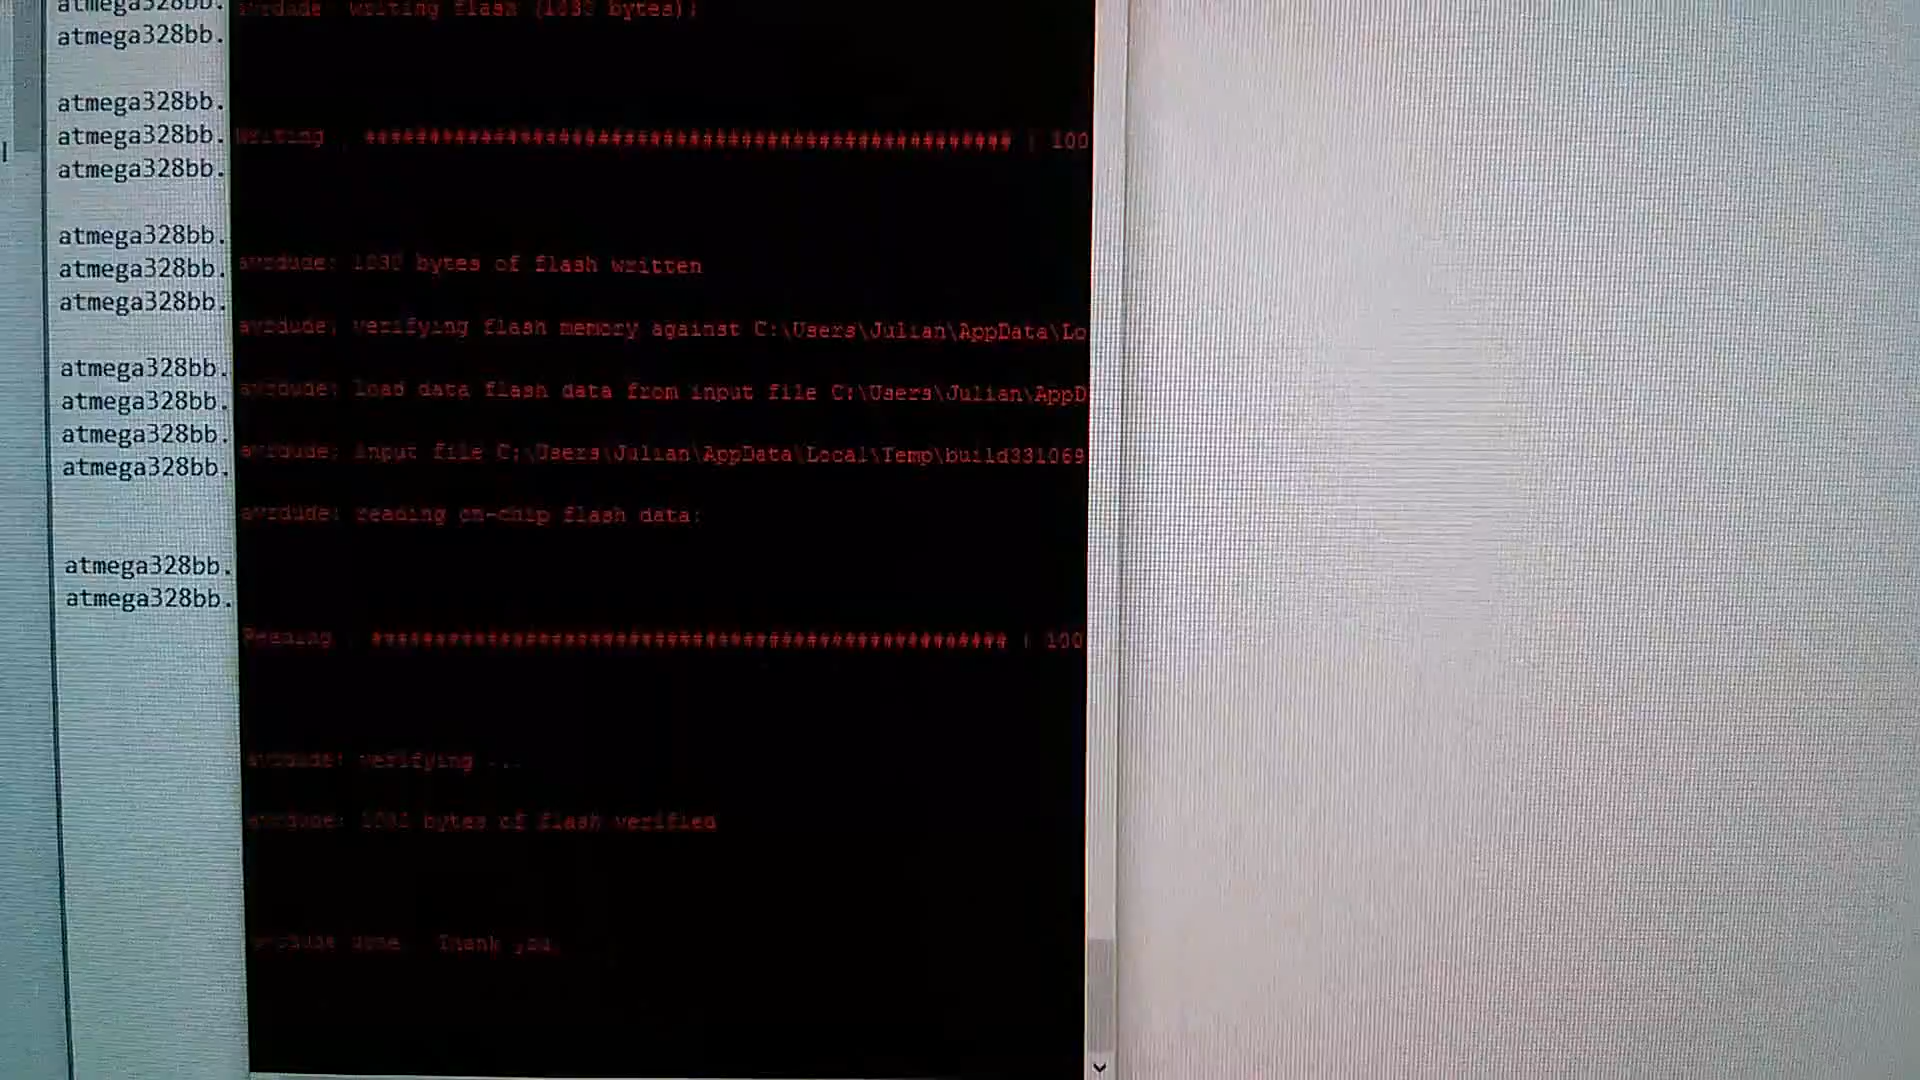 atmega328bb.
atmega328bb.
atmega328bb.
atmega328bb.
atmega328bb.
atmega328bb.
atmega328bb.
atmega328bb.
atmega328bb.
atmega328bb.
atmega328bb.
atmega328bb.
atmega328bb.
atmega328bb.
avrdude: writing flash (1030 bytes):
Writing | ################################################## | 100
avrdude: 1030 bytes of flash written
avrdude: verifying flash memory against C:\Users\Julian\AppData\Lo
avrdude: load data flash data from input file C:\Users\Julian\AppD
avrdude: input file C:\Users\Julian\AppData\Local\Temp\build331069
avrdude: reading on-chip flash data:
Reading | ################################################## | 100
avrdude: verifying ...
avrdude: 1030 bytes of flash verified
avrdude done. Thank you.